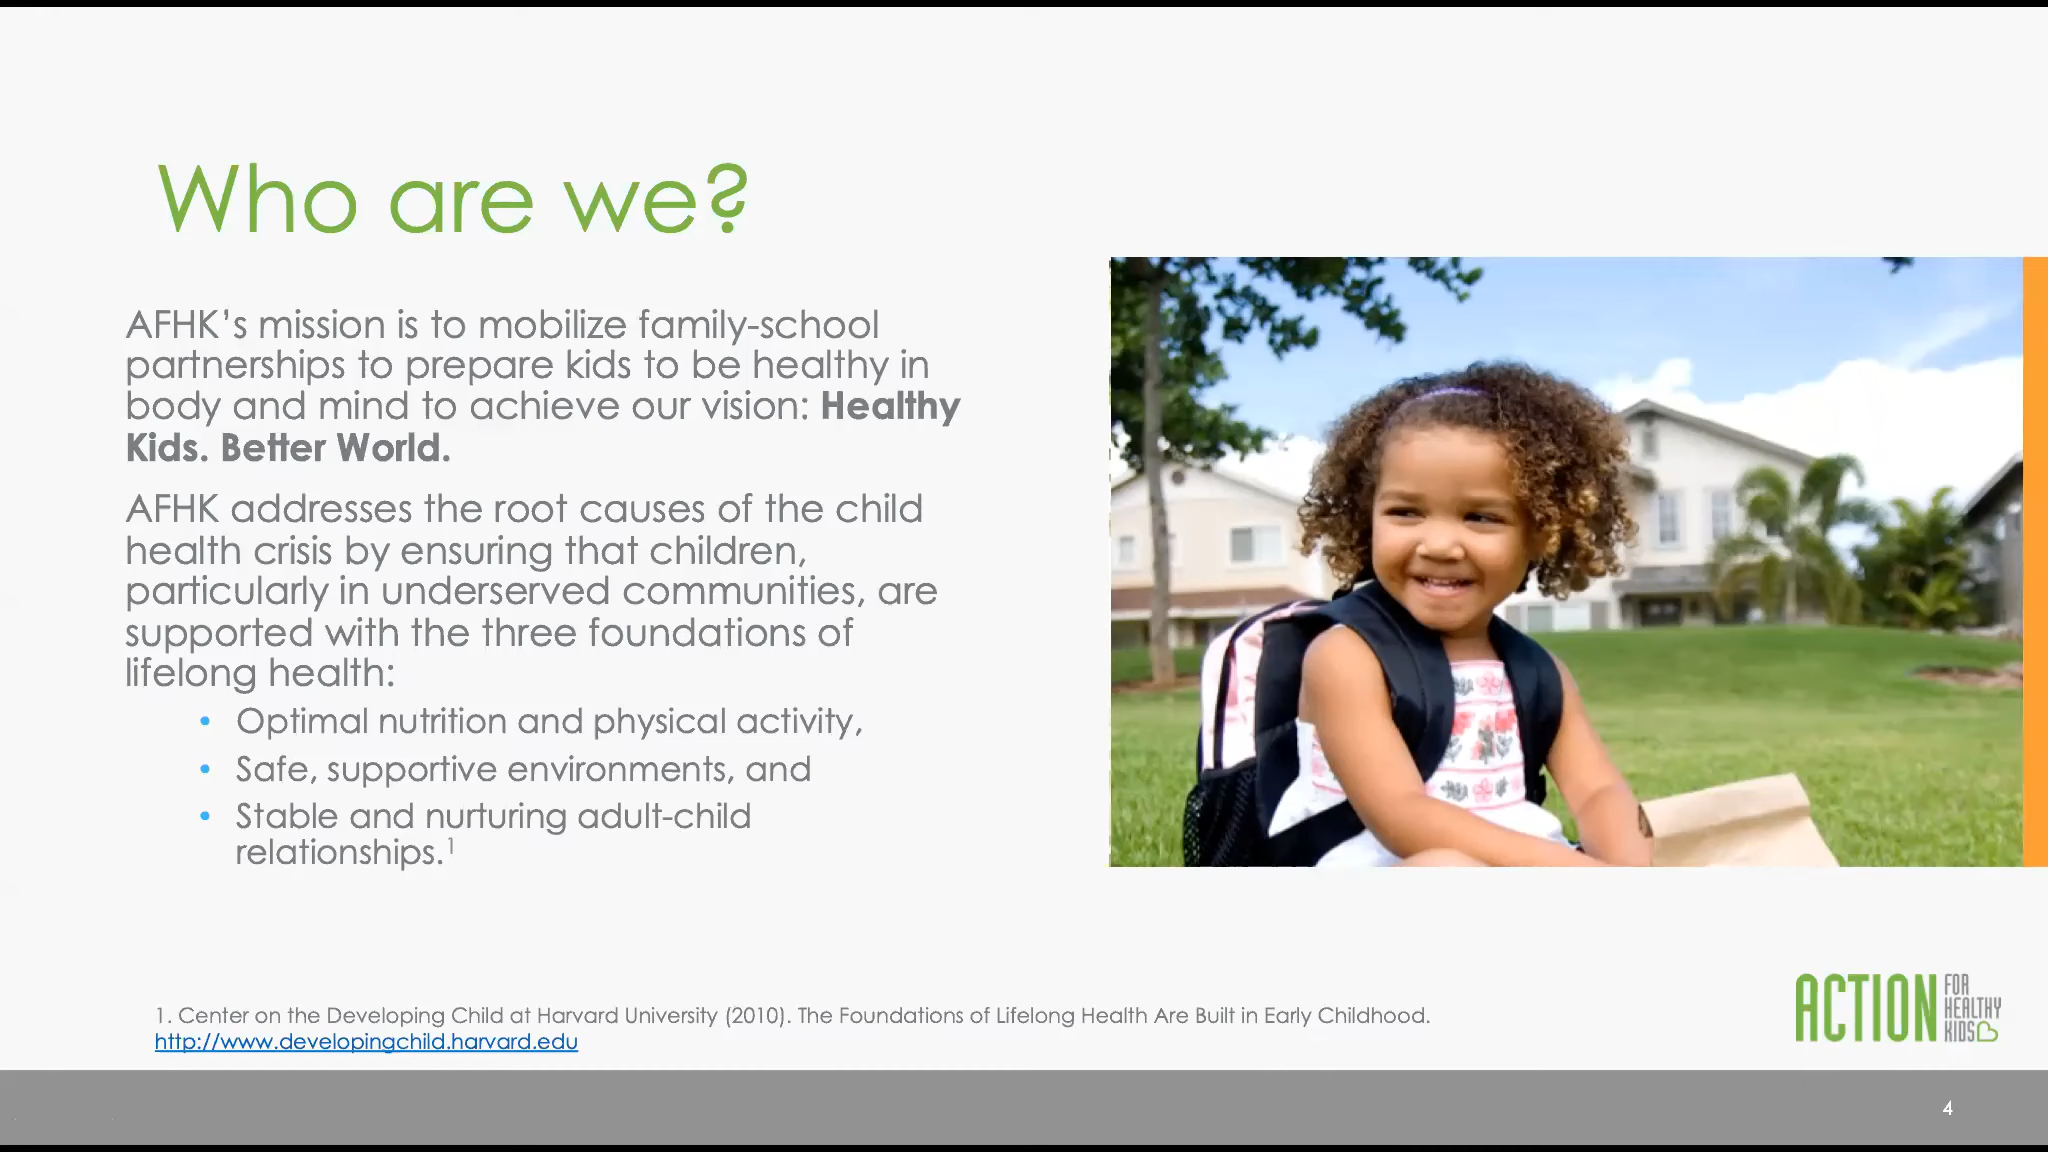 Who are we?
AFHK’s mission is to mobilize family-school
partnerships to prepare kids to be healthy in
body and mind to achieve our vision: Healthy
Kids. Better World.
AFHK addresses the root causes of the child
health crisis by ensuring that children,
particularly in underserved communities, are
supported with the three foundations of
lifelong health:
• Optimal nutrition and physical activity,
• Safe, supportive environments, and
• Stable and nurturing adult-child
relationships.¹
1. Center on the Developing Child at Harvard University (2010). The Foundations of Lifelong Health Are Built in Early Childhood.
http://www.developingchild.harvard.edu
ACTION
FOR
HEALTHY
KIDS
4